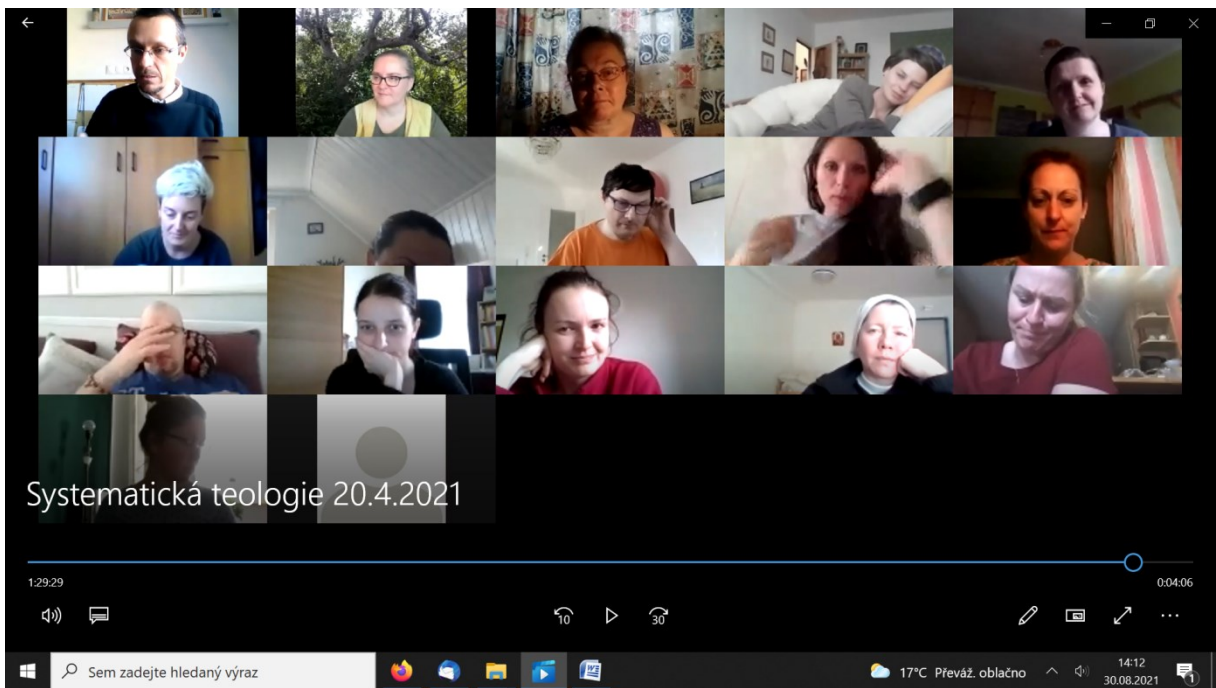 Systematická teologie 20.4.2021
1:29:29
0:04:06
10
30
Sem zadejte hledaný výraz
17°C Převáž. oblačno
14:12
30.08.2021
1